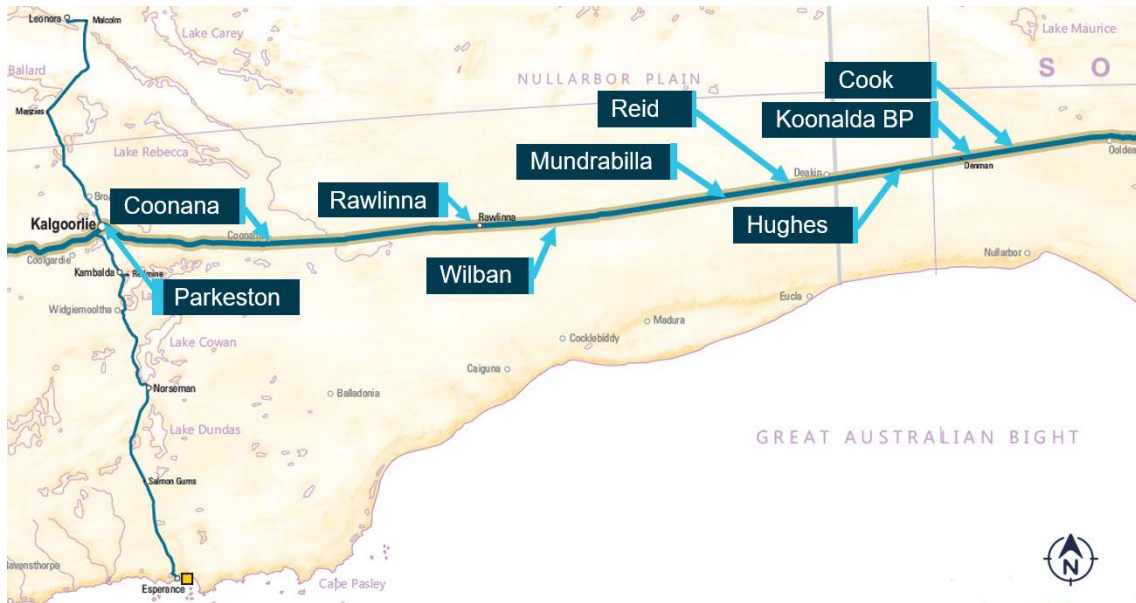 Leonora
Malcolm
Lake Carey
Lake Maurice
Ballard
NULLARBOR PLAIN
S O
Cook
Menzies
Reid
Koonalda BP
Lake Rebecca
Mundrabilla
Deakin
Denman
Ooldea
Coonana
Rawlinna
Kalgoorlie
Rawlinna
Hughes
Coolgardie
Wilban
Nullarbor
Kambalda
Parkeston
Eucla
Widgiemooltha
Madura
Lake Cowan
Cocklebiddy
Caiguna
Norseman
Balladonia
Lake Dundas
GREAT AUSTRALIAN BIGHT
Salmon Gums
N
Esperance
Cape Pasley